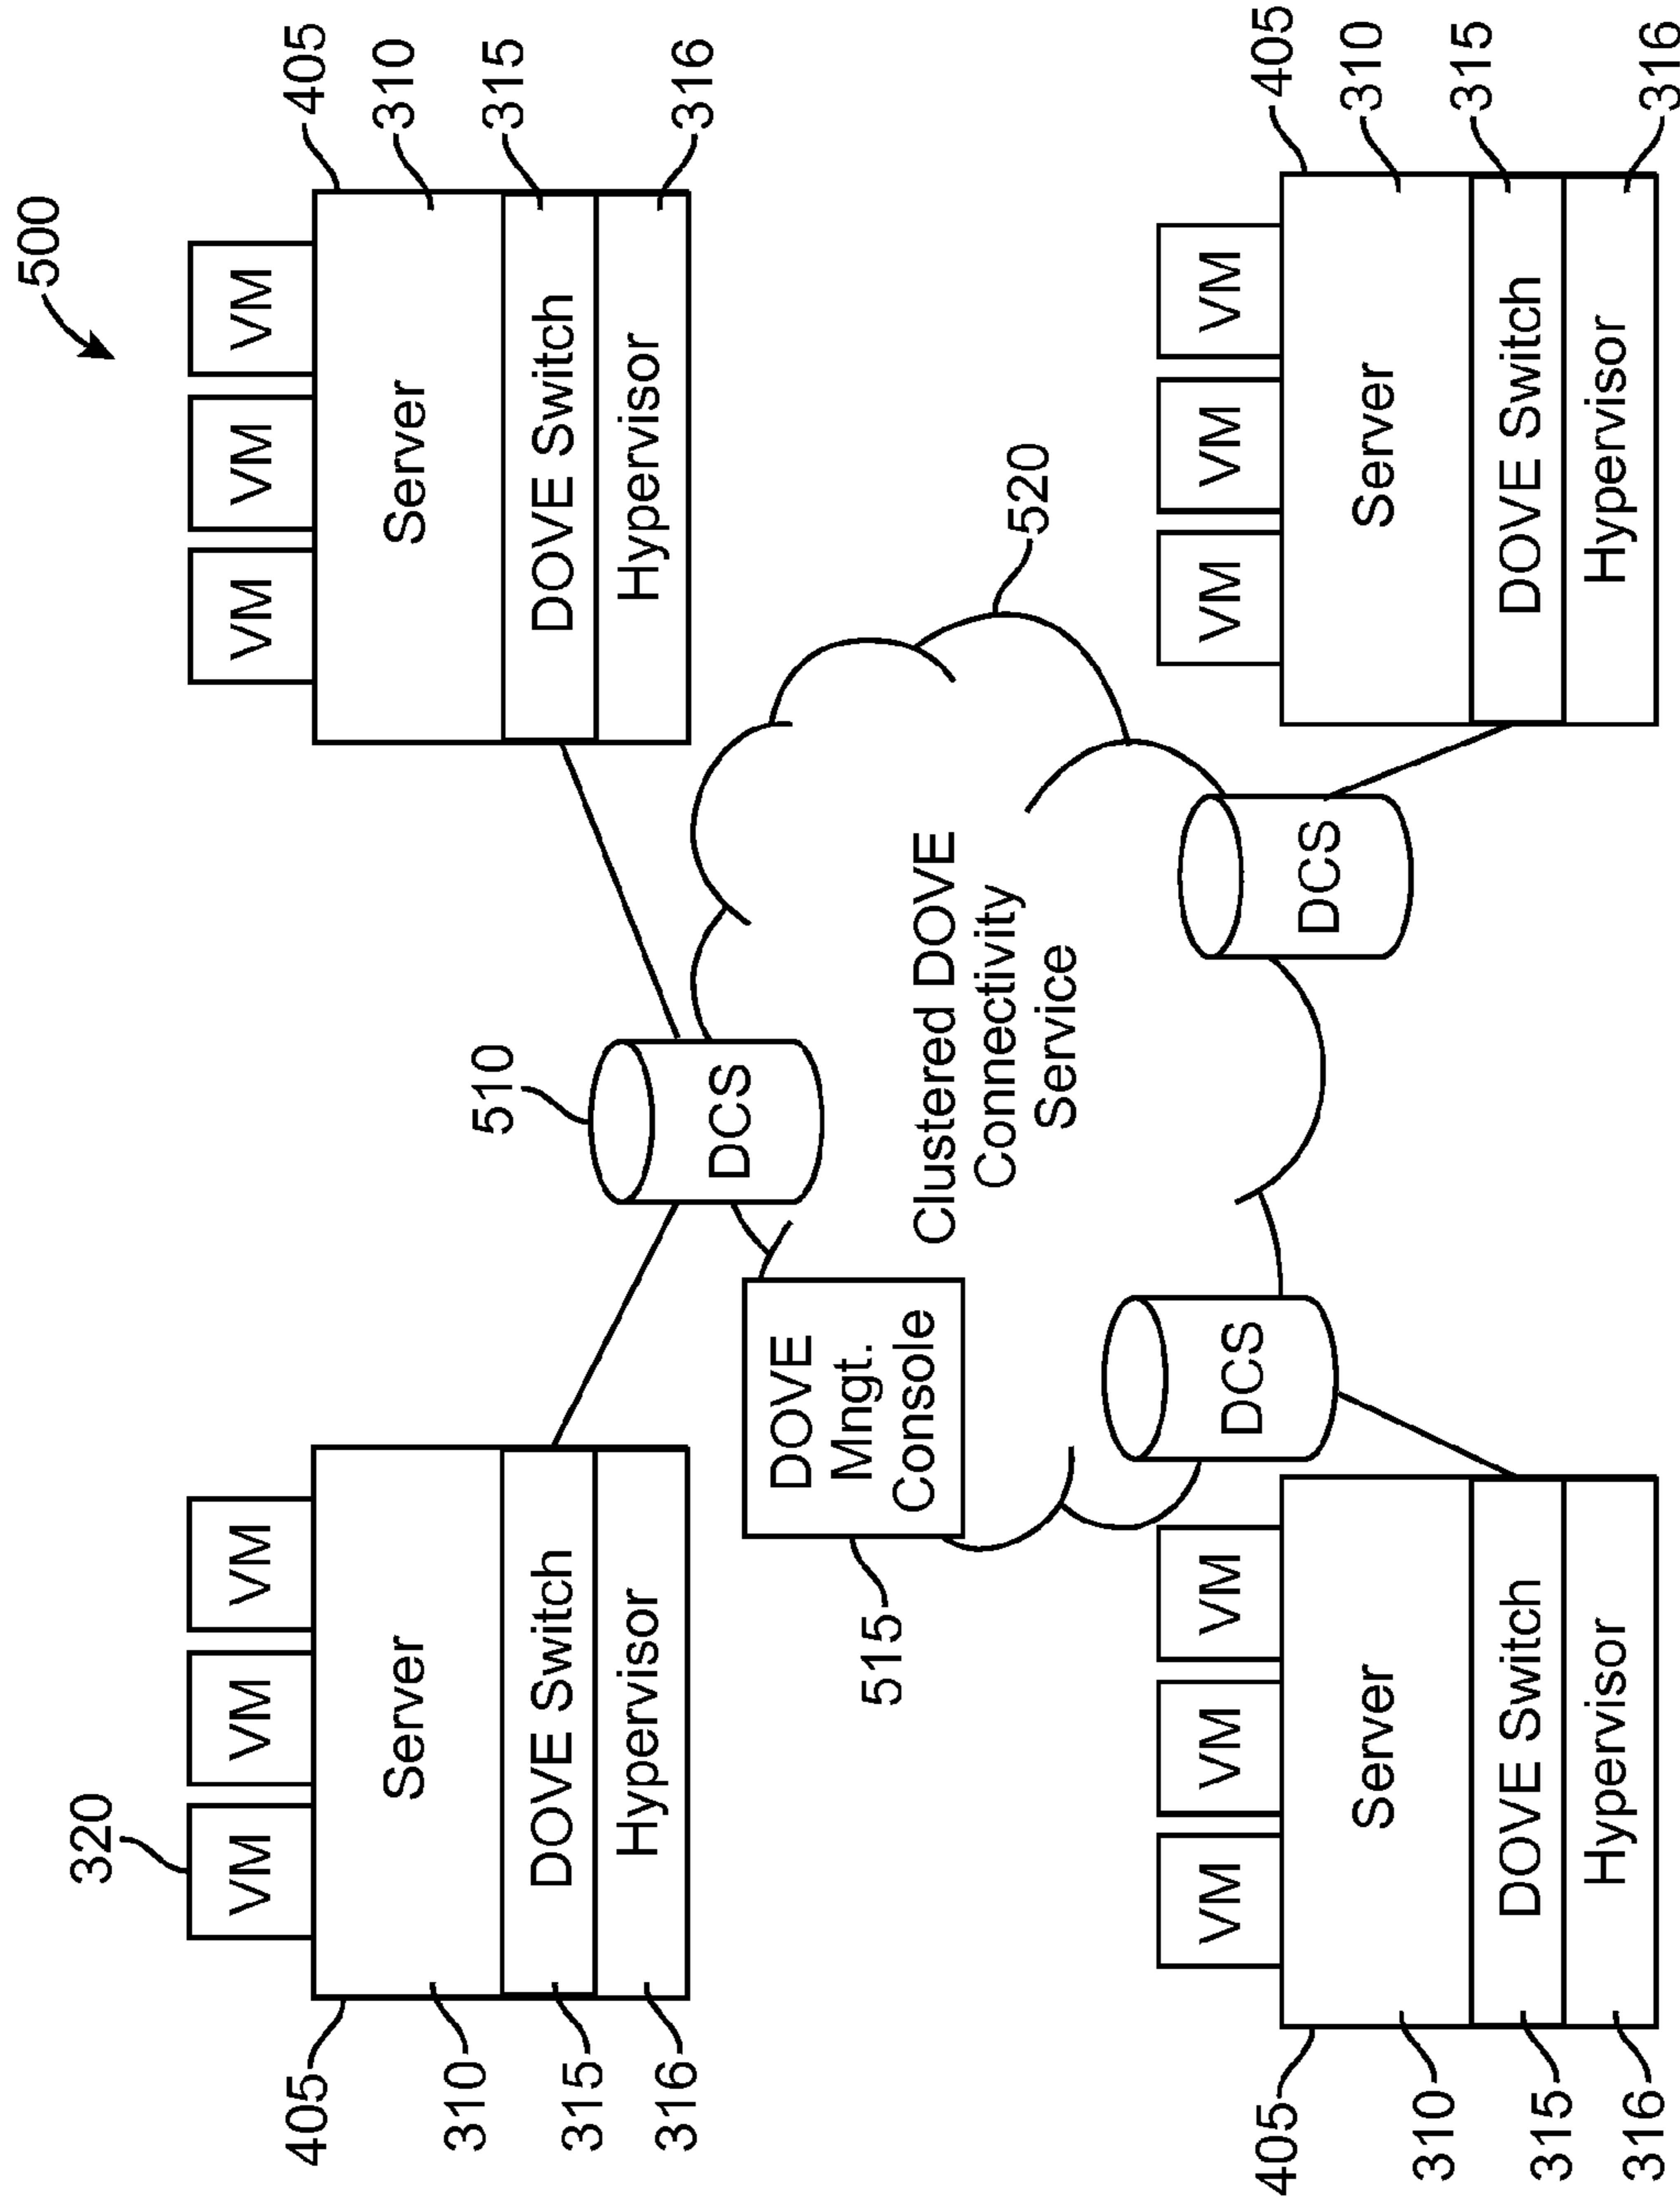 500
320
VM
VM
VM
405
310
315
316
Server
DOVE Switch
Hypervisor
VM
VM
VM
405
310
315
316
Server
DOVE Switch
Hypervisor
510
DCS
515
DOVE
Mngt.
Console
Clustered DOVE
Connectivity
Service
520
DCS
DCS
VM
VM
VM
405
310
315
316
Server
DOVE Switch
Hypervisor
VM
VM
VM
405
310
315
316
Server
DOVE Switch
Hypervisor